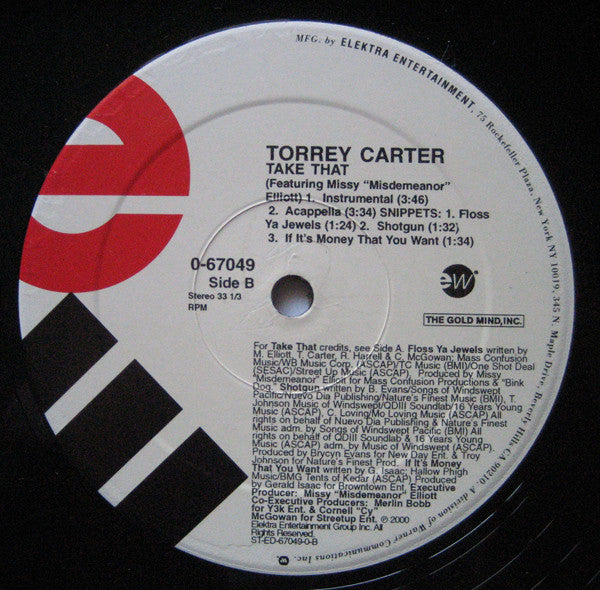 MFG. by ELEKTRA ENTERTAINMENT, 75 Rockefeller Plaza, New York NY 10019, 345 N. Maple Drive, Beverly Hills, CA 90210 · A division of Warner Communications Inc.
TORREY CARTER
TAKE THAT
(Featuring Missy “Misdemeanor”
Elliott) 1. Instrumental (3:46)
2. Acappella (3:34) SNIPPETS: 1. Floss
Ya Jewels (1:24) 2. Shotgun (1:32)
3. If It's Money That You Want (1:34)
0-67049
Side B
Stereo 33 1/3
RPM
ew
THE GOLD MIND, INC.
For Take That credits, see Side A. Floss Ya Jewels written by
M. Elliott, T. Carter, R. Harrell & C. McGowan; Mass Confusion
Music/WB Music Corp. (ASCAP)/TC Music (BMI)/One Shot Deal
(SESAC)/Street Up Music (ASCAP). Produced by Missy
"Misdemeanor" Elliott for Mass Confusion Productions & "Bink
Dog. Shotgun written by B. Evans/Songs of Windswept
Pacific/Nuevo Dia Publishing/Nature's Finest Music (BMI), T.
Johnson Music of Windswept/QDIII Soundlab/16 Years Young
Music (ASCAP), C. Loving/Mo Loving Music (ASCAP) All
rights on behalf of Nuevo Dia Publishing & Nature's Finest
Music adm. by Songs of Windswept Pacific (BMI) All
rights on behalf of QDIII Soundlab & 16 Years Young
Music (ASCAP) adm, by Music of Windswept (ASCAP).
Produced by Brycyn Evans for New Day Ent. & Troy
Johnson for Nature's Finest Prod. If It's Money
That You Want written by G. Isaac; Hallow Phigh
Music/BMG Tents of Kedar (ASCAP) Produced
by Gerald Isaac for Browntown Ent, Executive
Producer: Missy "Misdemeanor" Elliott
Co-Executive Producers: Merlin Bobb
for Y3k Ent. & Cornell "Cy"
McGowan for Streetup Ent. ℗ 2000
Elektra Entertainment Group Inc. All
Rights Reserved.
ST-ED-67049-0-B